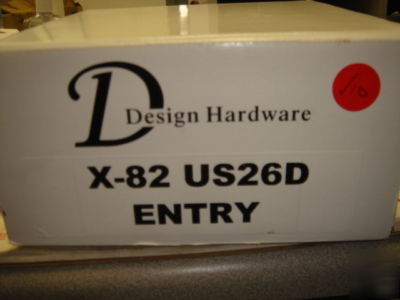 Design Hardware
X-82 US26D
ENTRY